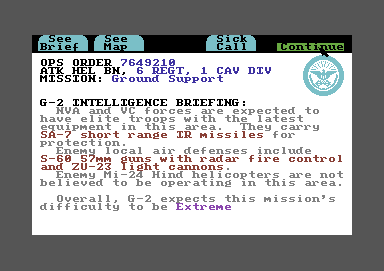 See Brief See Map Sick Call Continue
OPS ORDER 7649210
ATK HEL BN, 6 REGT, 1 CAV DIV
MISSION: Ground Support
G-2 INTELLIGENCE BRIEFING:
NVA and VC forces are expected to
have elite troops with the latest
equipment in this area. They carry
SA-7 short range IR missiles for
protection.
Enemy local air defenses include
S-60 57mm guns with radar fire control
and ZU-23 light cannons.
Enemy Mi-24 Hind helicopters are not
believed to be operating in this area.
Overall, G-2 expects this mission's
difficulty to be Extreme